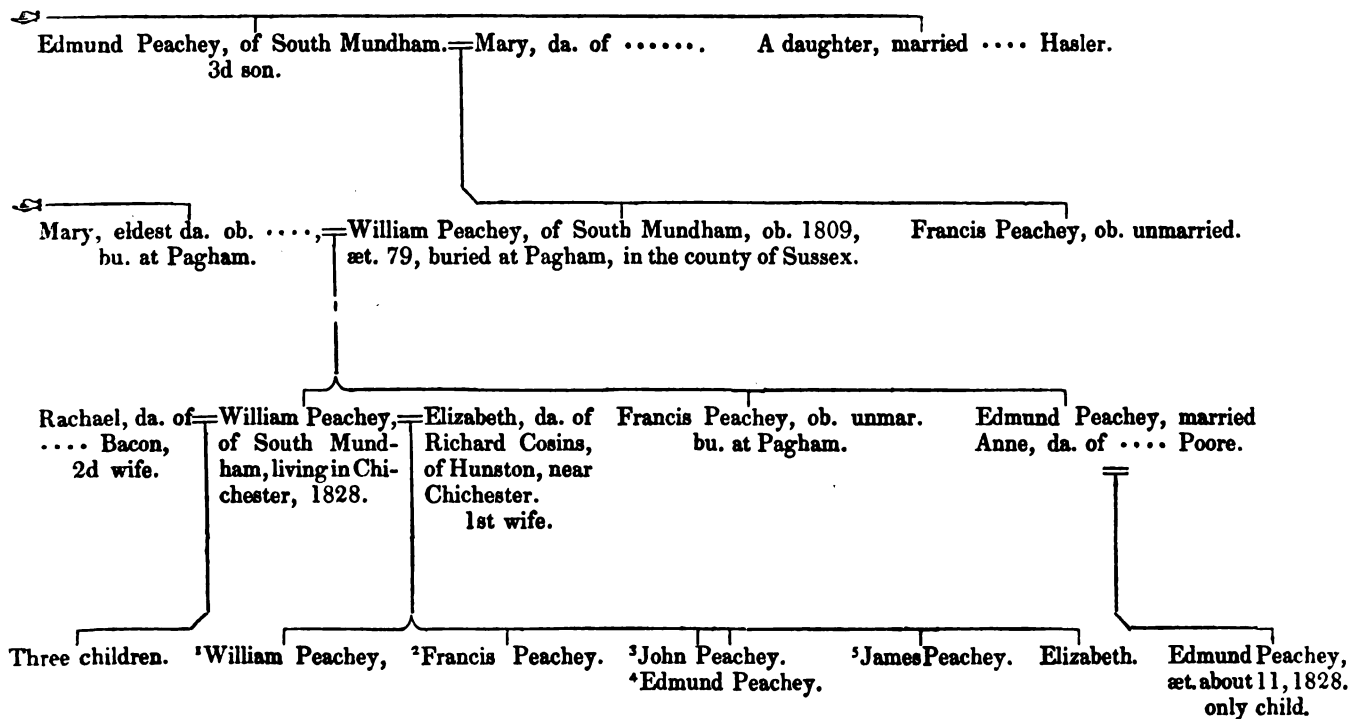 Edmund Peachey, of South Mundham.=Mary, da. of ······.
3d son.
A daughter, married ···· Hasler.
Mary, eldest da. ob. ····,=
bu. at Pagham.
William Peachey, of South Mundham, ob. 1809,
æt. 79, buried at Pagham, in the county of Sussex.
Francis Peachey, ob. unmarried.
Rachael, da. of=
···· Bacon,
2d wife.
William Peachey,=
of South Mund-
ham, living in Chi-
chester, 1828.
Elizabeth, da. of
Richard Cosins,
of Hunston, near
Chichester.
1st wife.
Francis Peachey, ob. unmar.
bu. at Pagham.
Edmund Peachey, married
Anne, da. of ···· Poore.
Three children.
¹William Peachey,
²Francis Peachey.
³John Peachey.
⁴Edmund Peachey.
⁵James Peachey.
Elizabeth.
Edmund Peachey,
æt. about 11, 1828.
only child.